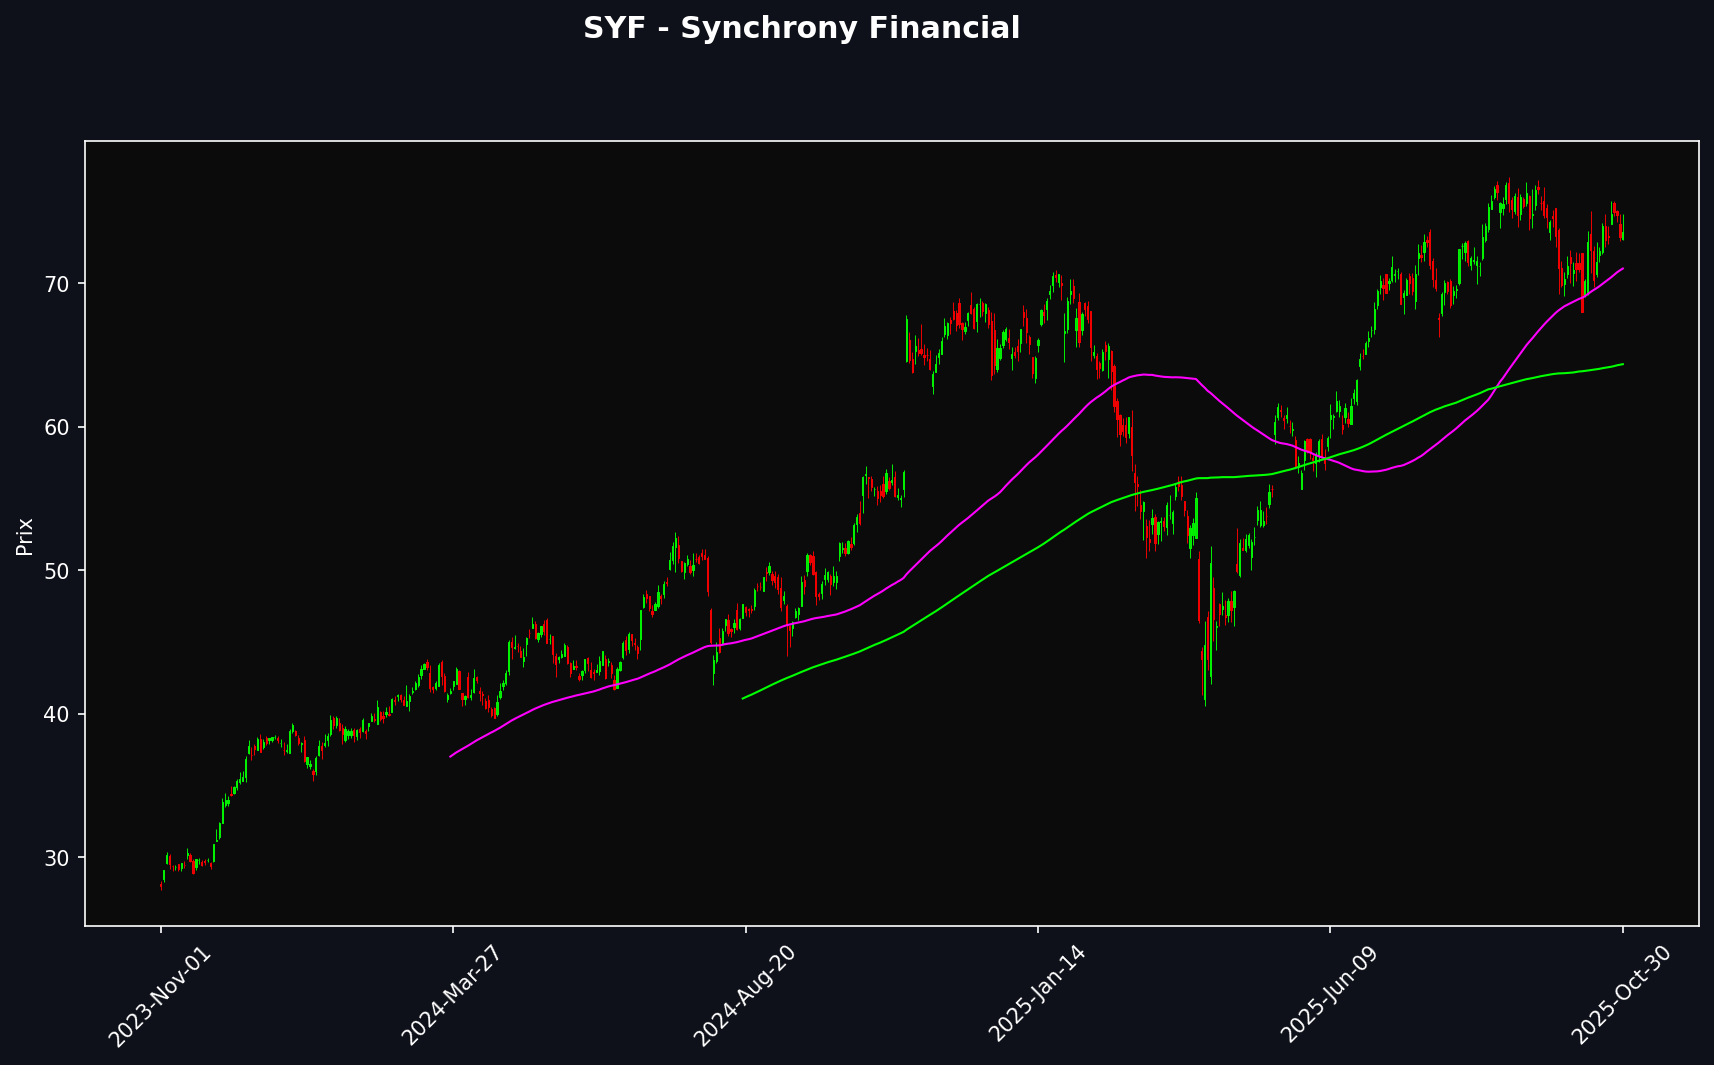 SYF - Synchrony Financial
Prix
70
60
50
40
30
2023-Nov-01
2024-Mar-27
2024-Aug-20
2025-Jan-14
2025-Jun-09
2025-Oct-30